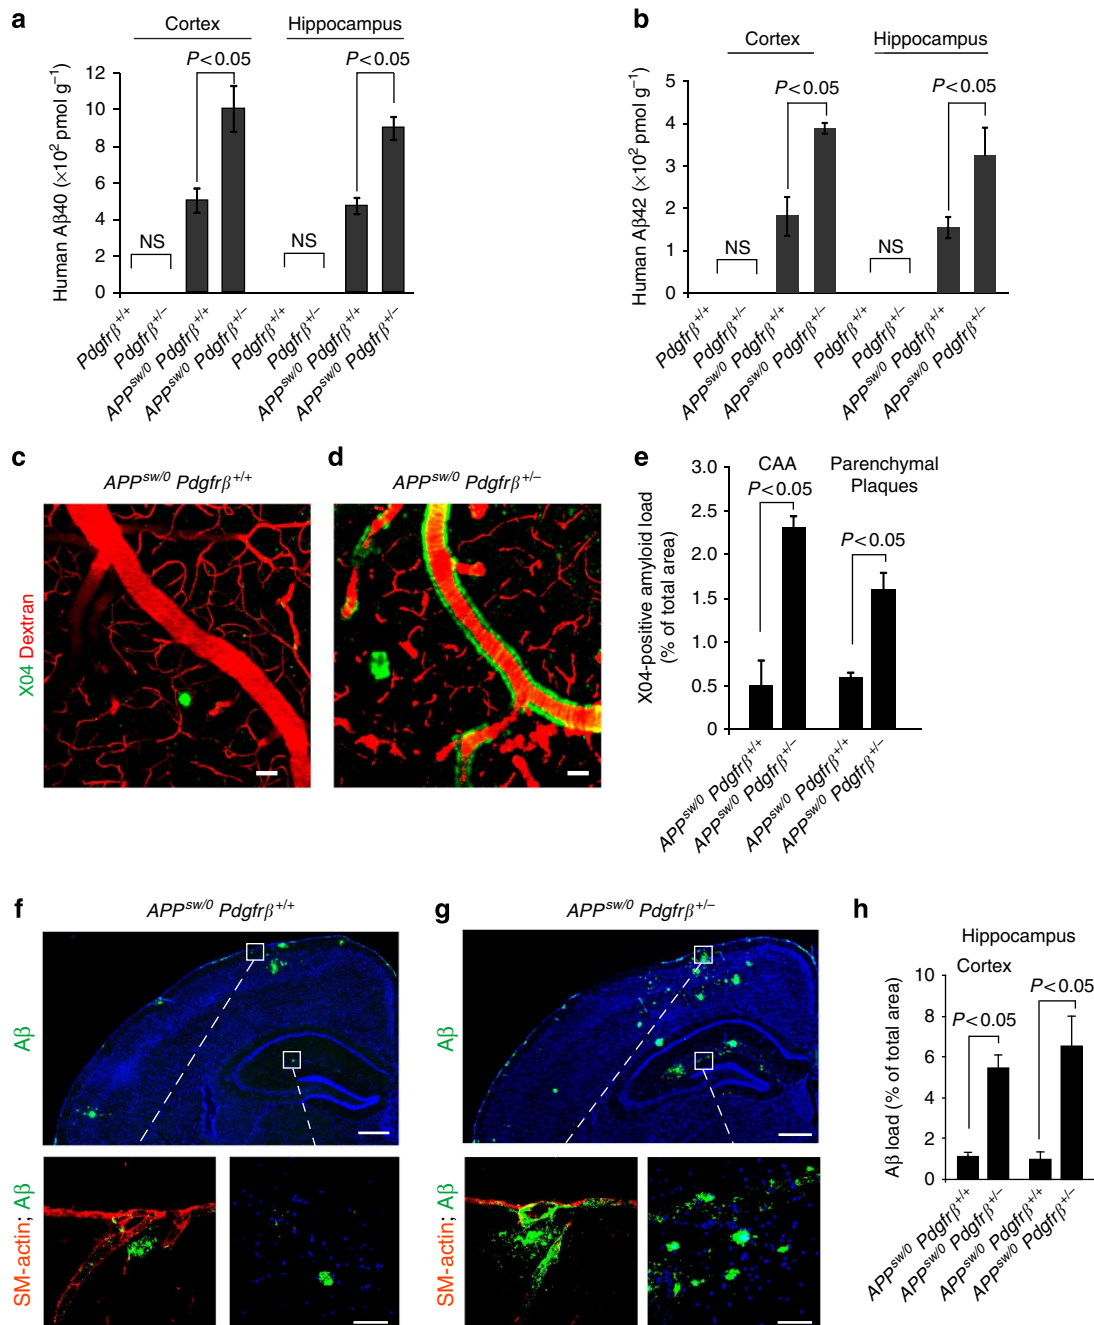 a
Cortex
Hippocampus
P<0.05
P<0.05
Human Aβ40 (×10² pmol g⁻¹)
12
10
8
6
4
2
0
NS
NS
Pdgfrβ+/+
Pdgfrβ+/−
APPsw/0 Pdgfrβ+/+
APPsw/0 Pdgfrβ+/−
Pdgfrβ+/+
Pdgfrβ+/−
APPsw/0 Pdgfrβ+/+
APPsw/0 Pdgfrβ+/−
b
Cortex
Hippocampus
P<0.05
P<0.05
Human Aβ42 (×10² pmol g⁻¹)
5
4
3
2
1
0
NS
NS
Pdgfrβ+/+
Pdgfrβ+/−
APPsw/0 Pdgfrβ+/+
APPsw/0 Pdgfrβ+/−
Pdgfrβ+/+
Pdgfrβ+/−
APPsw/0 Pdgfrβ+/+
APPsw/0 Pdgfrβ+/−
c
APPsw/0 Pdgfrβ+/+
X04 Dextran
d
APPsw/0 Pdgfrβ+/−
e
CAA
Parenchymal
Plaques
P<0.05
P<0.05
X04-positive amyloid load
(% of total area)
3.0
2.5
2.0
1.5
1.0
0.5
0
APPsw/0 Pdgfrβ+/+
APPsw/0 Pdgfrβ+/−
APPsw/0 Pdgfrβ+/+
APPsw/0 Pdgfrβ+/−
f
APPsw/0 Pdgfrβ+/+
Aβ
SM-actin; Aβ
g
APPsw/0 Pdgfrβ+/−
Aβ
SM-actin; Aβ
h
Hippocampus
Cortex
P<0.05
P<0.05
Aβ load (% of total area)
10
8
6
4
2
0
APPsw/0 Pdgfrβ+/+
APPsw/0 Pdgfrβ+/−
APPsw/0 Pdgfrβ+/+
APPsw/0 Pdgfrβ+/−